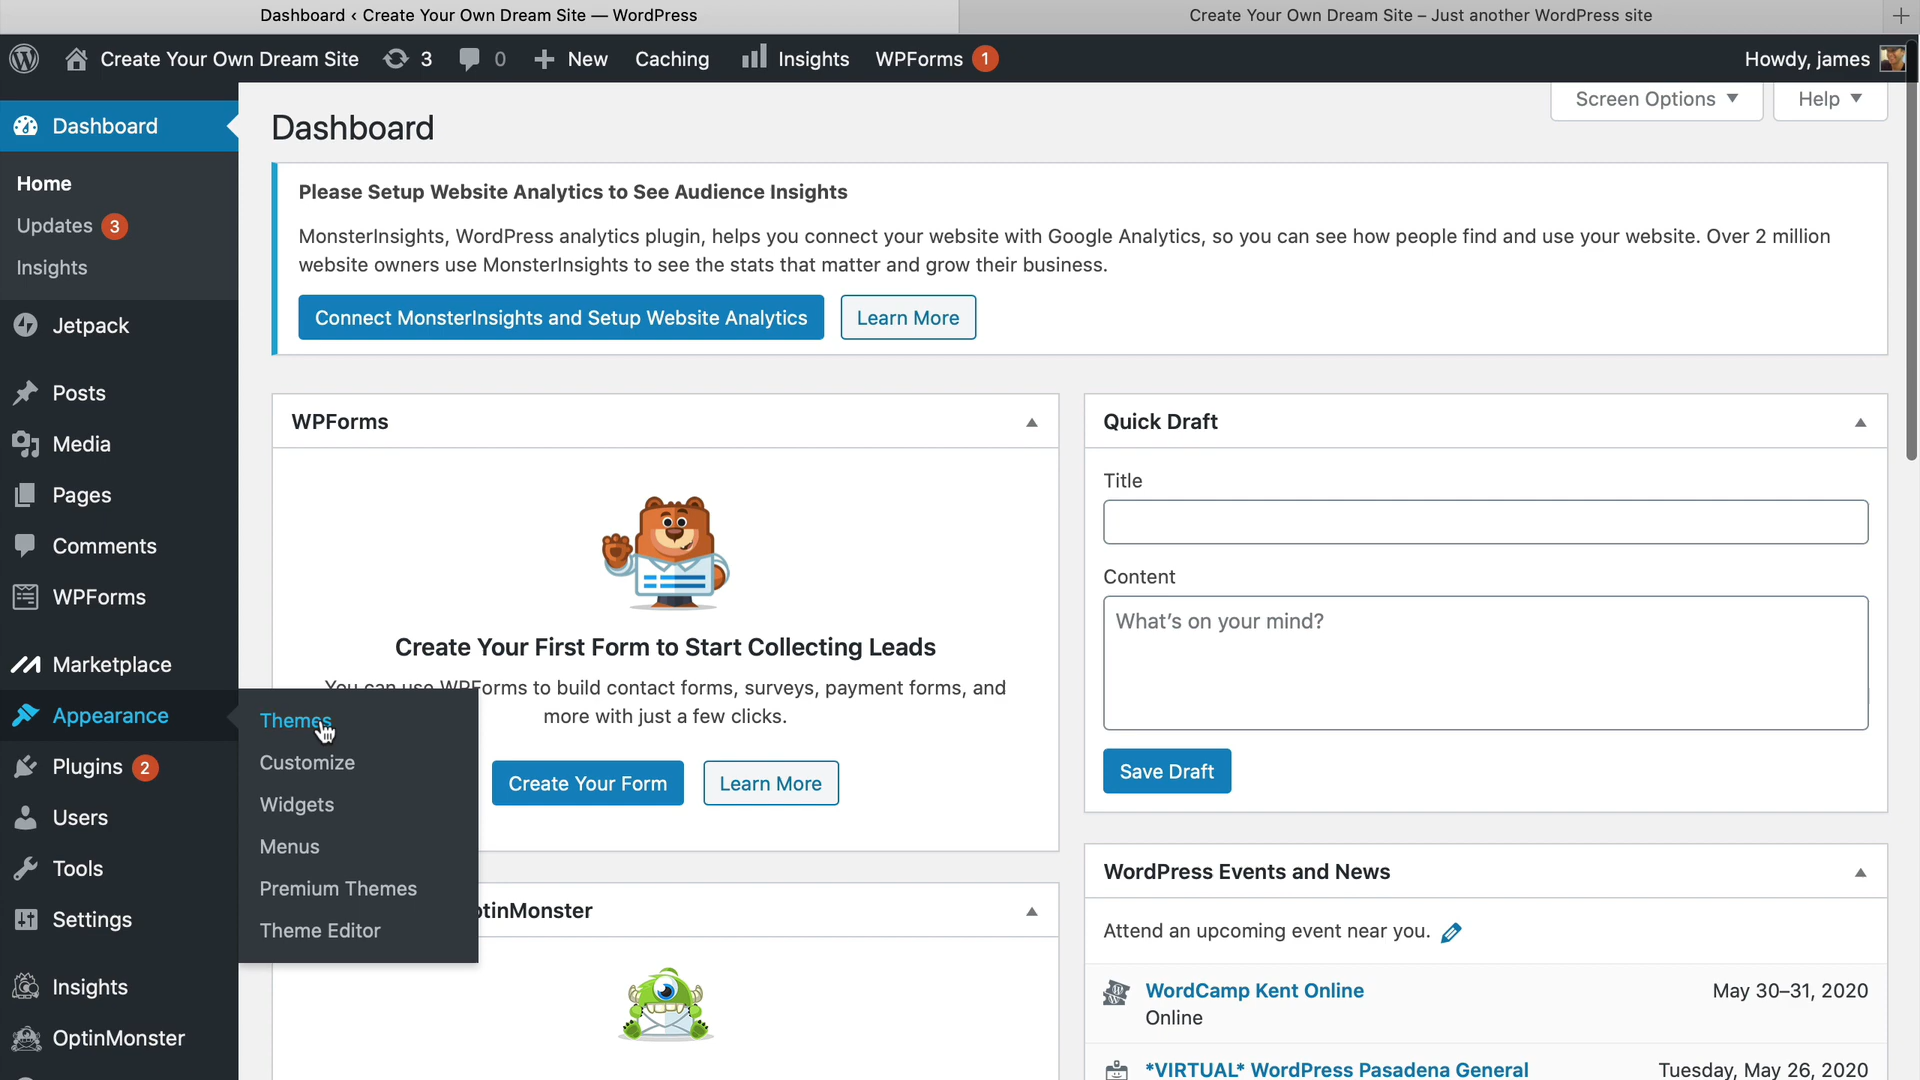 Dashboard ‹ Create Your Own Dream Site — WordPress
Create Your Own Dream Site – Just another WordPress site
Create Your Own Dream Site
3
0
New
Caching
Insights
WPForms 1
Howdy, james
Dashboard
Home
Updates 3
Insights
Jetpack
Posts
Media
Pages
Comments
WPForms
Marketplace
Appearance
Plugins 2
Users
Tools
Settings
Insights
OptinMonster
Themes
Customize
Widgets
Menus
Premium Themes
Theme Editor
Screen Options
Help
Dashboard
Please Setup Website Analytics to See Audience Insights
MonsterInsights, WordPress analytics plugin, helps you connect your website with Google Analytics, so you can see how people find and use your website. Over 2 million
website owners use MonsterInsights to see the stats that matter and grow their business.
Connect MonsterInsights and Setup Website Analytics
Learn More
WPForms
Create Your First Form to Start Collecting Leads
You can use WPForms to build contact forms, surveys, payment forms, and
more with just a few clicks.
Create Your Form
Learn More
ptinMonster
Quick Draft
Title
Content
What's on your mind?
Save Draft
WordPress Events and News
Attend an upcoming event near you.
WordCamp Kent Online
May 30–31, 2020
Online
*VIRTUAL* WordPress Pasadena General
Tuesday, May 26, 2020